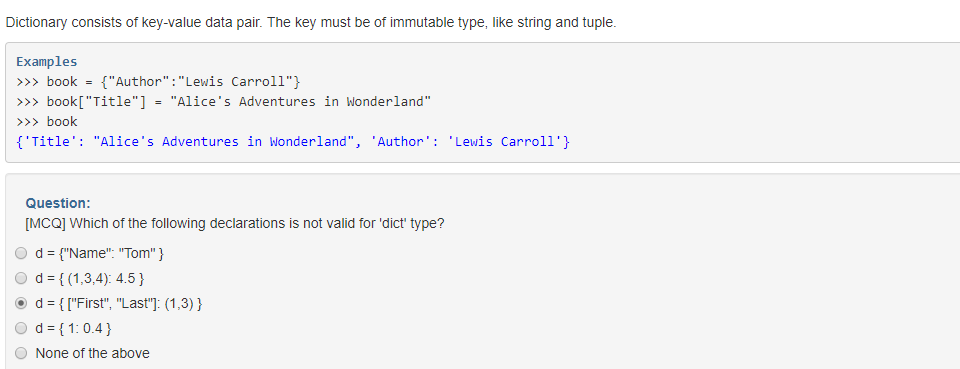 Dictionary consists of key-value data pair. The key must be of immutable type, like string and tuple.
Examples
>>> book = {"Author":"Lewis Carroll"}
>>> book["Title"] = "Alice's Adventures in Wonderland"
>>> book
{'Title': "Alice's Adventures in Wonderland", 'Author': 'Lewis Carroll'}
Question:
[MCQ] Which of the following declarations is not valid for 'dict' type?
d = {"Name": "Tom" }
d = { (1,3,4): 4.5 }
d = { ["First", "Last"]: (1,3) }
d = { 1: 0.4 }
None of the above